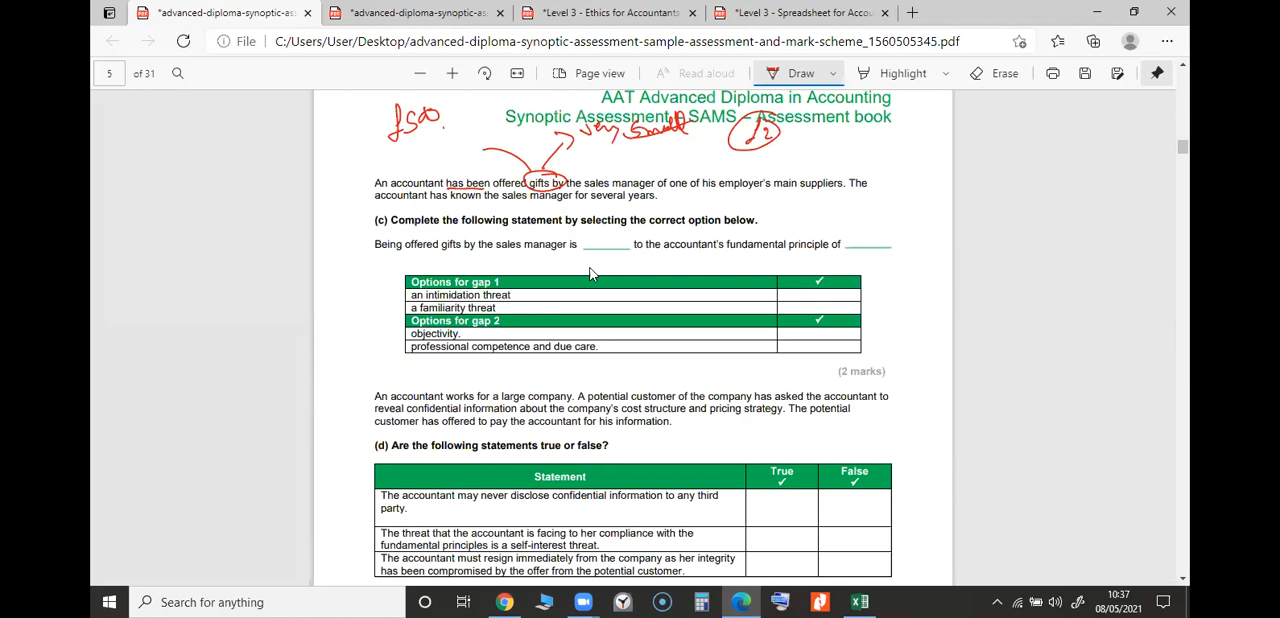 *advanced-diploma-synoptic-ass
*advanced-diploma-synoptic-as
*Level 3 - Ethics for Accountants
*Level 3 - Spreadsheet for Accou
File
C:/Users/User/Desktop/advanced-diploma-synoptic-assessment-sample-assessment-and-mark-scheme_1560505345.pdf
5 of 31
Page view
Read aloud
Draw
Highlight
Erase
AAT Advanced Diploma in Accounting
Synoptic Assessment SAMS – Assessment book
£500.
very small
£2
An accountant has been offered gifts by the sales manager of one of his employer's main suppliers. The
accountant has known the sales manager for several years.
(c) Complete the following statement by selecting the correct option below.
Being offered gifts by the sales manager is ________ to the accountant's fundamental principle of ________
Options for gap 1 ✓
an intimidation threat
a familiarity threat
Options for gap 2 ✓
objectivity.
professional competence and due care.
(2 marks)
An accountant works for a large company. A potential customer of the company has asked the accountant to
reveal confidential information about the company's cost structure and pricing strategy. The potential
customer has offered to pay the accountant for his information.
(d) Are the following statements true or false?
Statement True ✓ False ✓
The accountant may never disclose confidential information to any third
party.
The threat that the accountant is facing to her compliance with the
fundamental principles is a self-interest threat.
The accountant must resign immediately from the company as her integrity
has been compromised by the offer from the potential customer.
Search for anything
10:37
08/05/2021